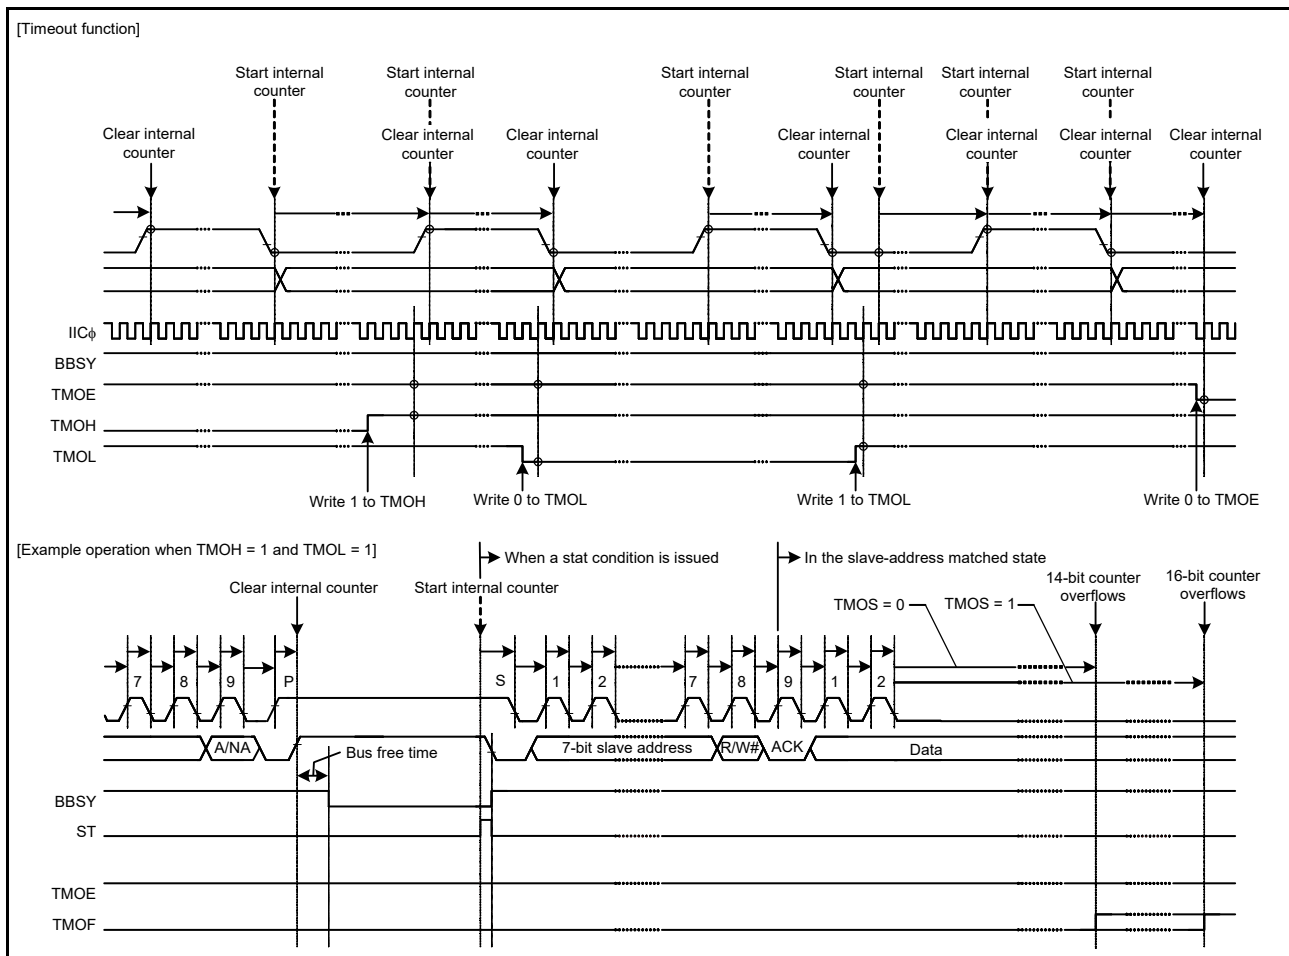 [Timeout function]
Start internal
counter
Start internal
counter
Start internal
counter
Start internal
counter
Start internal
counter
Start internal
counter
Clear internal
counter
Clear internal
counter
Clear internal
counter
Clear internal
counter
Clear internal
counter
Clear internal
counter
Clear internal
counter
IICϕ
BBSY
TMOE
TMOH
TMOL
Write 1 to TMOH
Write 0 to TMOL
Write 1 to TMOL
Write 0 to TMOE
[Example operation when TMOH = 1 and TMOL = 1]
When a stat condition is issued
In the slave-address matched state
Clear internal counter
Start internal counter
14-bit counter
overflows
16-bit counter
overflows
TMOS = 0
TMOS = 1
7 8 9 P S 1 2 7 8 9 1 2
A/NA
7-bit slave address
R/W#
ACK
Data
Bus free time
BBSY
ST
TMOE
TMOF